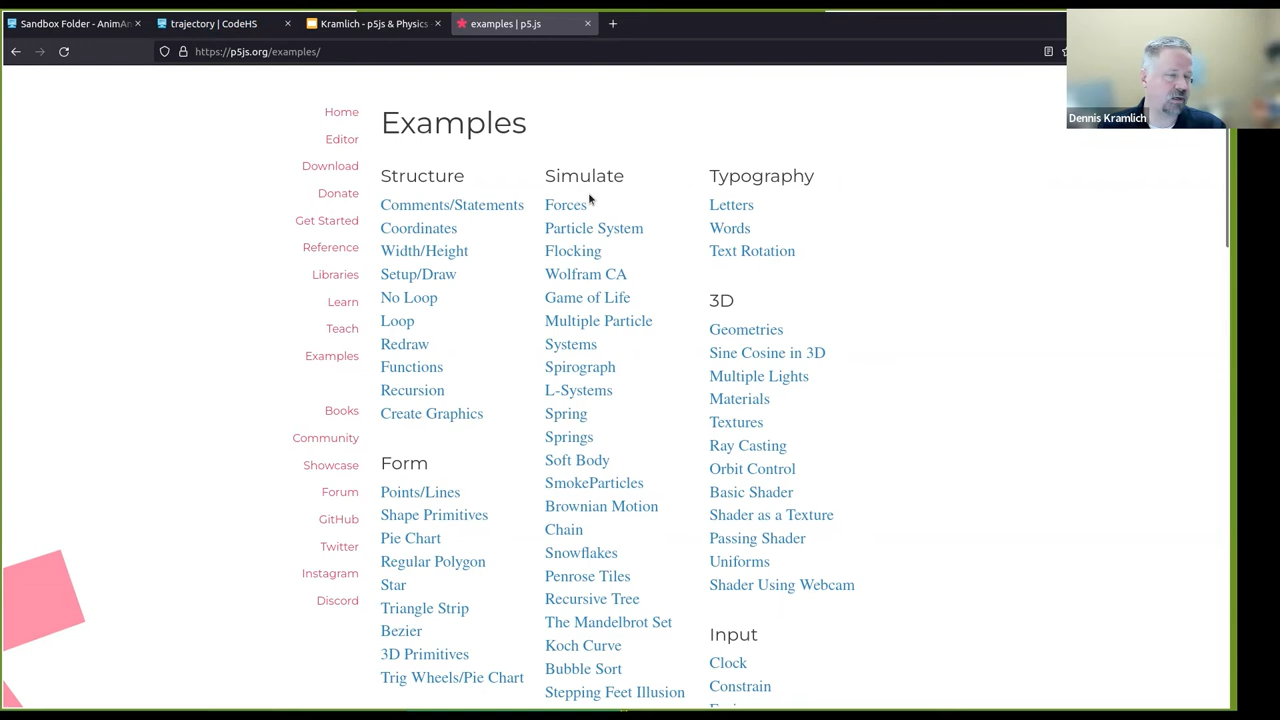 Sandbox Folder - AnimAn
trajectory | CodeHS
Kramlich - p5js & Physics
examples | p5.js
https://p5js.org/examples/
Dennis Kramlich
Home
Editor
Download
Donate
Get Started
Reference
Libraries
Learn
Teach
Examples
Books
Community
Showcase
Forum
GitHub
Twitter
Instagram
Discord
Examples
Structure
Comments/Statements
Coordinates
Width/Height
Setup/Draw
No Loop
Loop
Redraw
Functions
Recursion
Create Graphics
Form
Points/Lines
Shape Primitives
Pie Chart
Regular Polygon
Star
Triangle Strip
Bezier
3D Primitives
Trig Wheels/Pie Chart
Simulate
Forces
Particle System
Flocking
Wolfram CA
Game of Life
Multiple Particle
Systems
Spirograph
L-Systems
Spring
Springs
Soft Body
SmokeParticles
Brownian Motion
Chain
Snowflakes
Penrose Tiles
Recursive Tree
The Mandelbrot Set
Koch Curve
Bubble Sort
Stepping Feet Illusion
Typography
Letters
Words
Text Rotation
3D
Geometries
Sine Cosine in 3D
Multiple Lights
Materials
Textures
Ray Casting
Orbit Control
Basic Shader
Shader as a Texture
Passing Shader
Uniforms
Shader Using Webcam
Input
Clock
Constrain